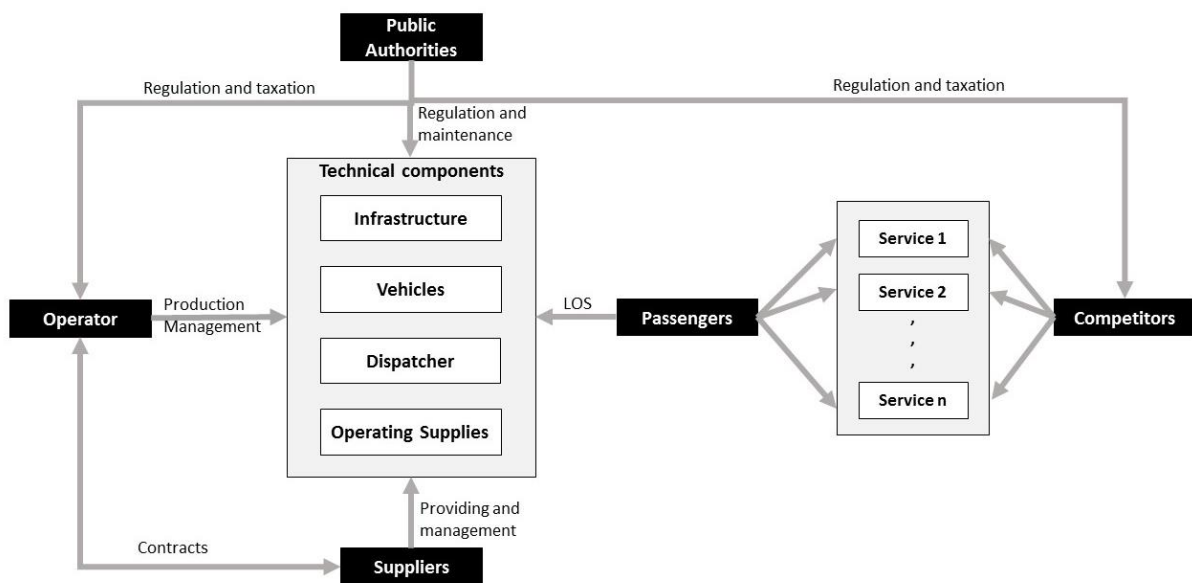 Public
Authorities
Regulation and taxation
Regulation and taxation
Regulation and
maintenance
Technical components
Infrastructure
Vehicles
Dispatcher
Operating Supplies
Operator
Production
Management
LOS
Passengers
Service 1
Service 2
,
,
,
Service n
Competitors
Providing and
management
Contracts
Suppliers